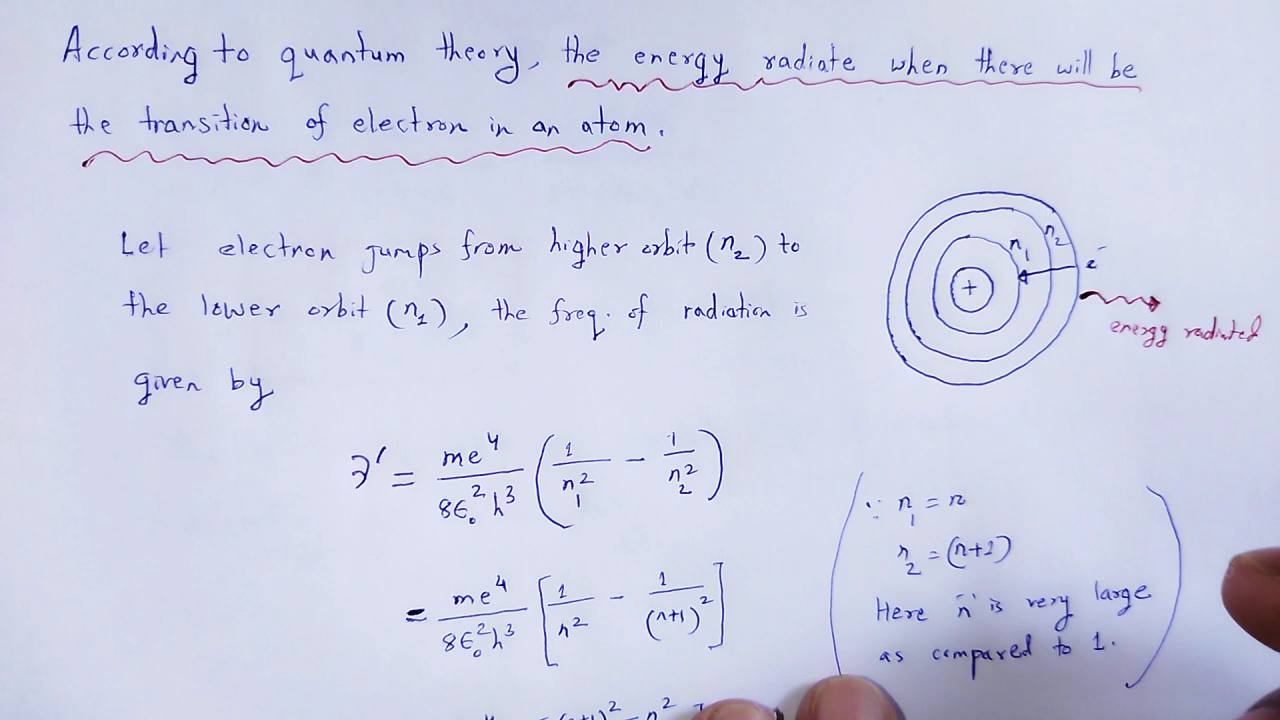 According to quantum theory, the energy radiate when there will be
the transition of electron in an atom.
Let electron jumps from higher orbit (n₂) to
the lower orbit (n₁), the freq. of radiation is
given by
ν' = me⁴ / 8ϵ₀²h³ (1/n₁² − 1/n₂²)
= me⁴ / 8ϵ₀²h³ [1/n² − 1/(n+1)²]
n₁
n₂
+
e⁻
energy radiated
∵ n₁ = n
n₂ = (n+1)
Here 'n' is very large
as compared to 1.
(n+1)² − n²